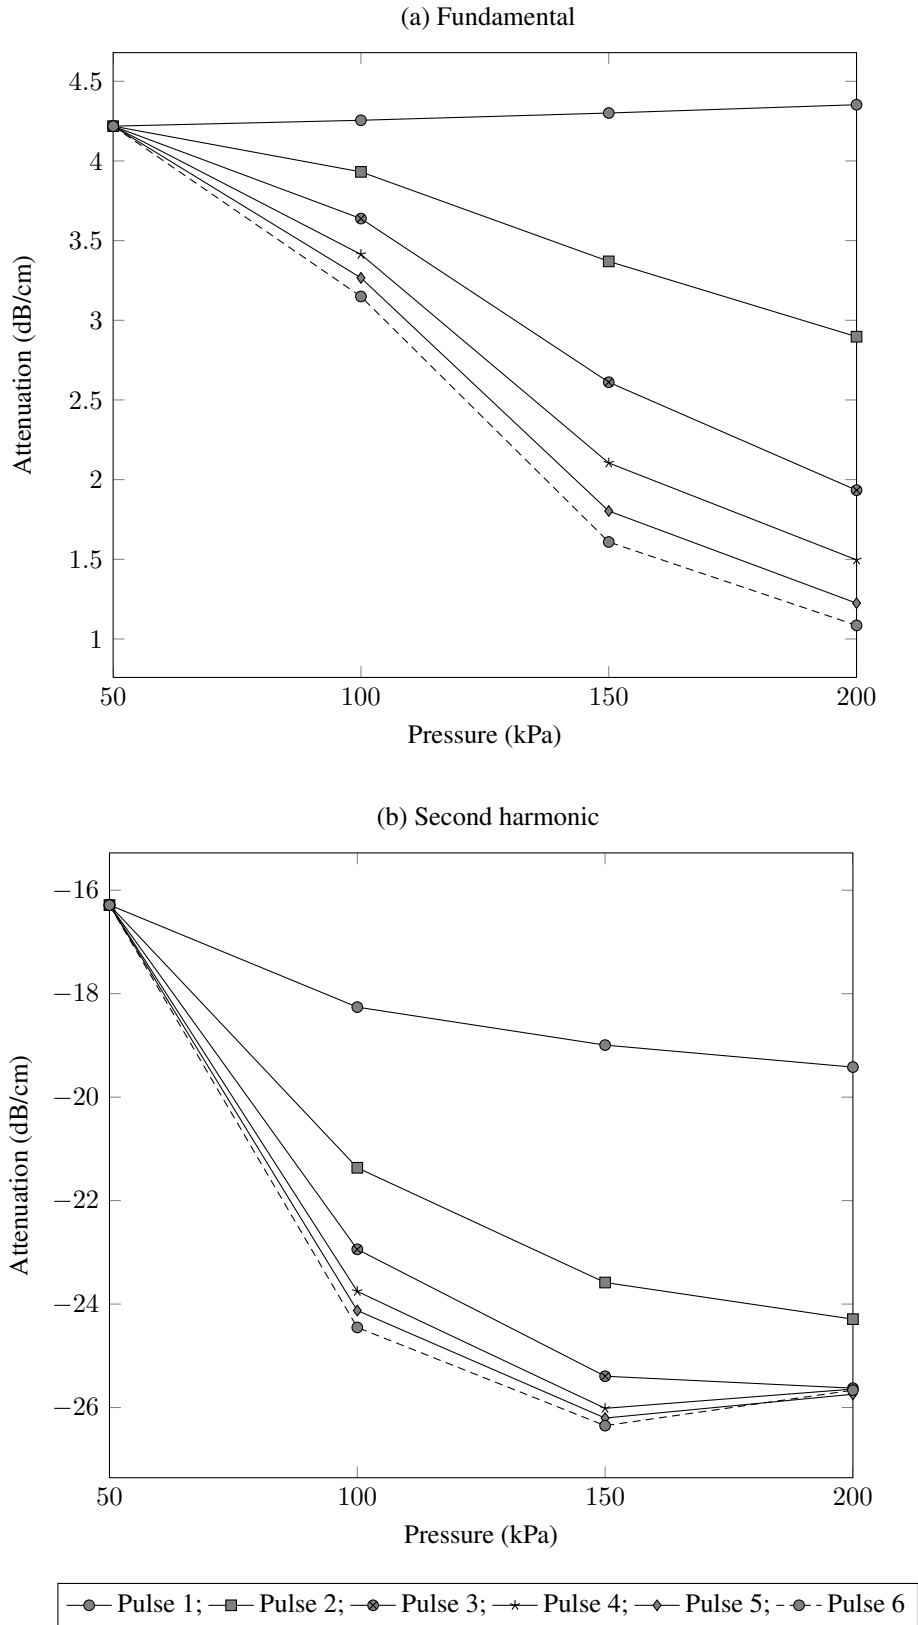 (a) Fundamental
4.5
4
3.5
3
2.5
2
1.5
1
Attenuation (dB/cm)
50 100 150 200
Pressure (kPa)
(b) Second harmonic
−16
−18
−20
−22
−24
−26
Attenuation (dB/cm)
50 100 150 200
Pressure (kPa)
Pulse 1; Pulse 2; Pulse 3; Pulse 4; Pulse 5; Pulse 6